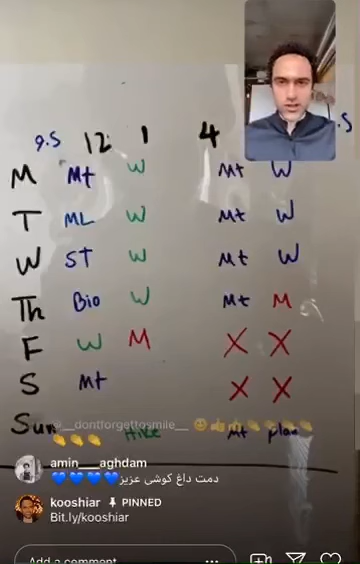 9.5 12 1 4 .5
M Mt W Mt W
T ML W Mt W
W ST W Mt W
Th Bio W Mt M
F W M X X
S Mt X X
Sun Hike Mt plan
@__dontforgettosmile__ 😊👍👍👏👏👏👏
👏👏👏
amin___aghdam
دمت داغ کوشی عزیز💙💙💙💙
kooshiar 📌 PINNED
Bit.ly/kooshiar
Add a comment...